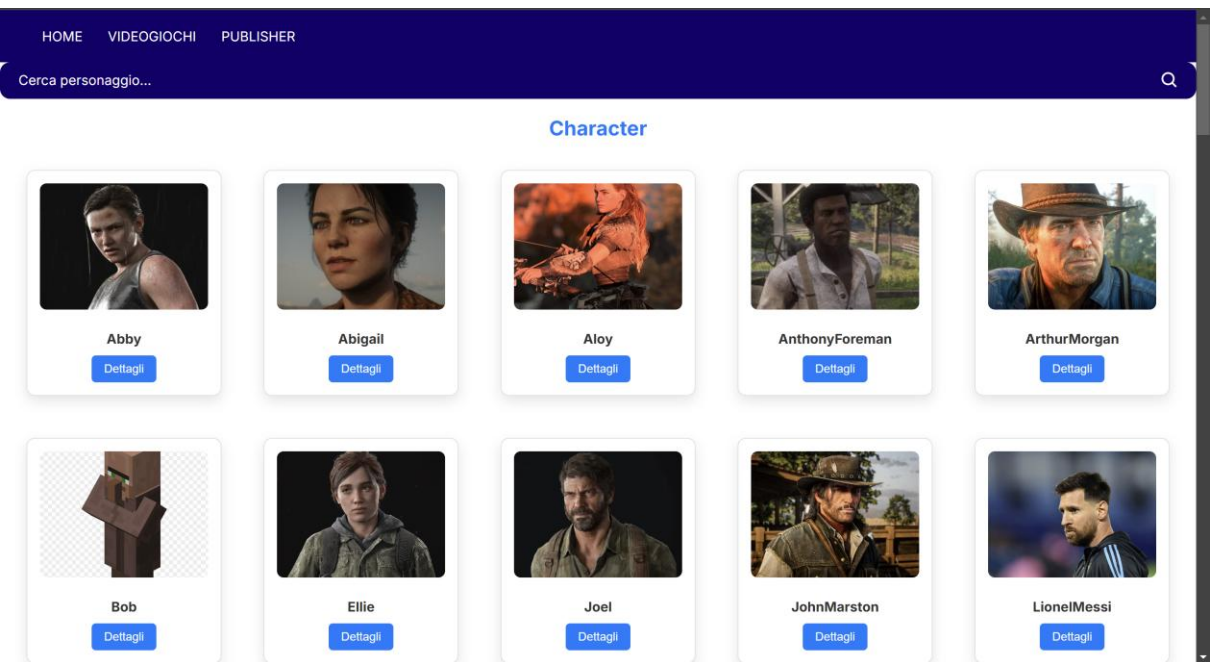 HOME VIDEOGIOCHI PUBLISHER
Cerca personaggio...
Character
Abby Abigail Aloy AnthonyForeman ArthurMorgan
Dettagli Dettagli Dettagli Dettagli Dettagli
Bob Ellie Joel JohnMarston LionelMessi
Dettagli Dettagli Dettagli Dettagli Dettagli